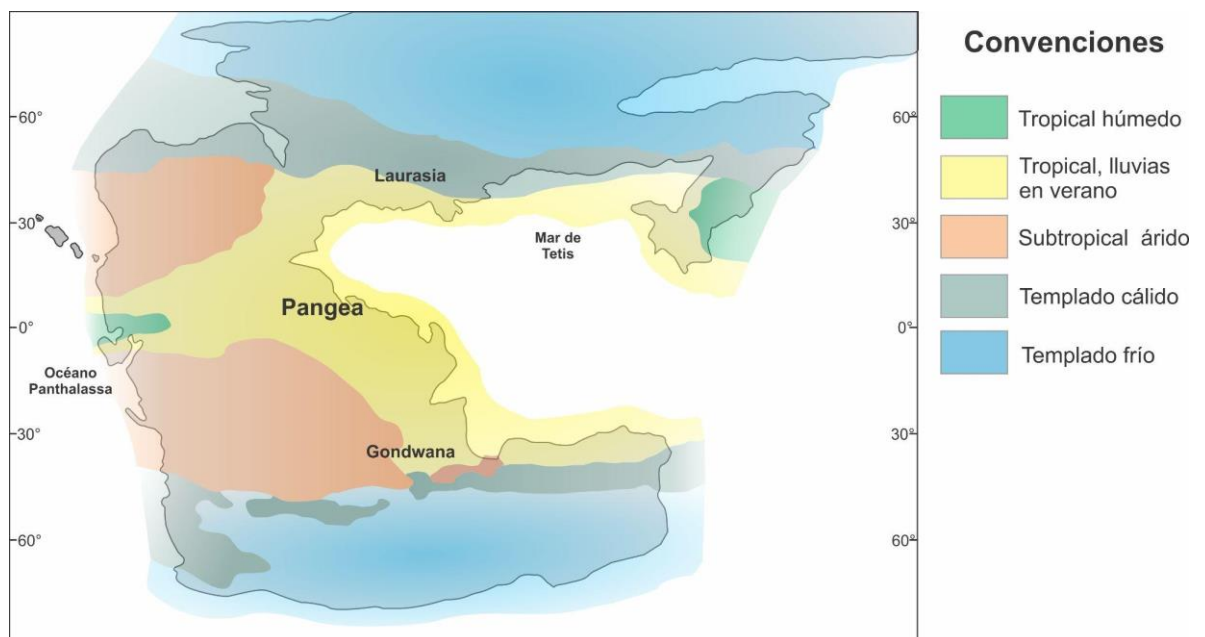 Convenciones
Tropical húmedo
Tropical, lluvias
en verano
Subtropical árido
Templado cálido
Templado frío
60°
30°
0°
30°
60°
Laurasia
Mar de
Tetis
Pangea
Océano
Panthalassa
Gondwana
60°
30°
0°
30°
60°